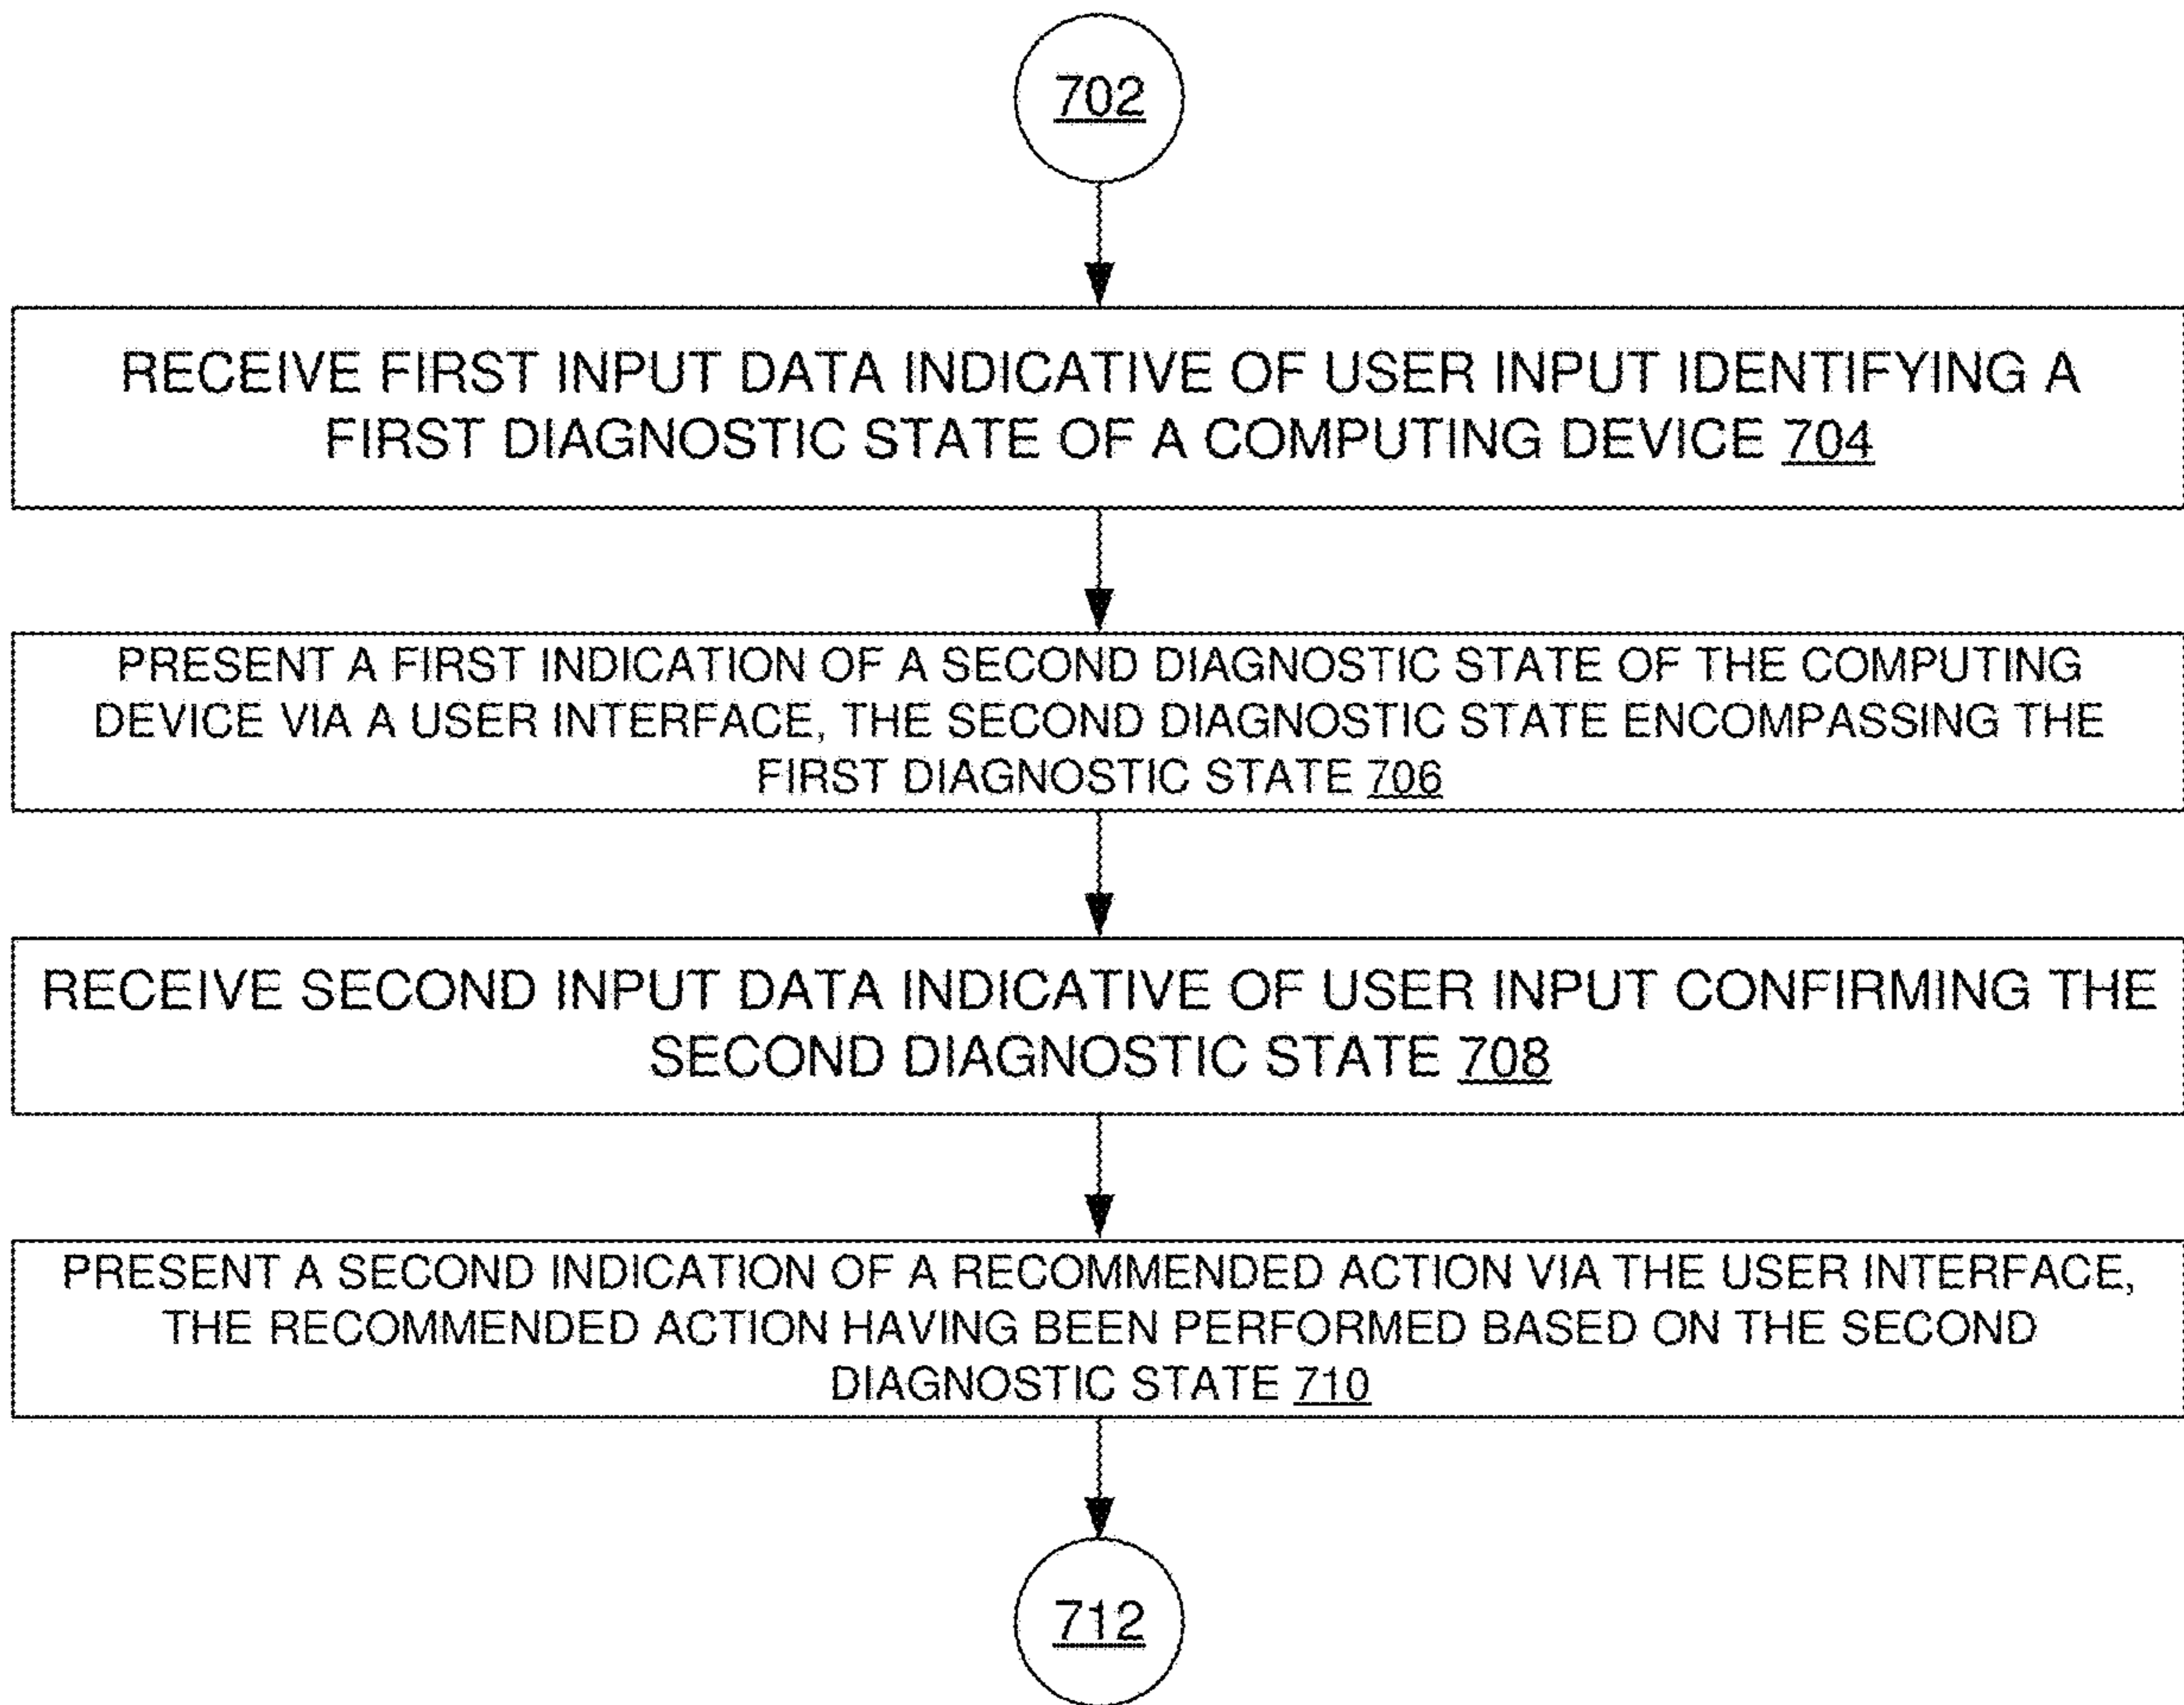 702
RECEIVE FIRST INPUT DATA INDICATIVE OF USER INPUT IDENTIFYING A
FIRST DIAGNOSTIC STATE OF A COMPUTING DEVICE 704
PRESENT A FIRST INDICATION OF A SECOND DIAGNOSTIC STATE OF THE COMPUTING
DEVICE VIA A USER INTERFACE, THE SECOND DIAGNOSTIC STATE ENCOMPASSING THE
FIRST DIAGNOSTIC STATE 706
RECEIVE SECOND INPUT DATA INDICATIVE OF USER INPUT CONFIRMING THE
SECOND DIAGNOSTIC STATE 708
PRESENT A SECOND INDICATION OF A RECOMMENDED ACTION VIA THE USER INTERFACE,
THE RECOMMENDED ACTION HAVING BEEN PERFORMED BASED ON THE SECOND
DIAGNOSTIC STATE 710
712